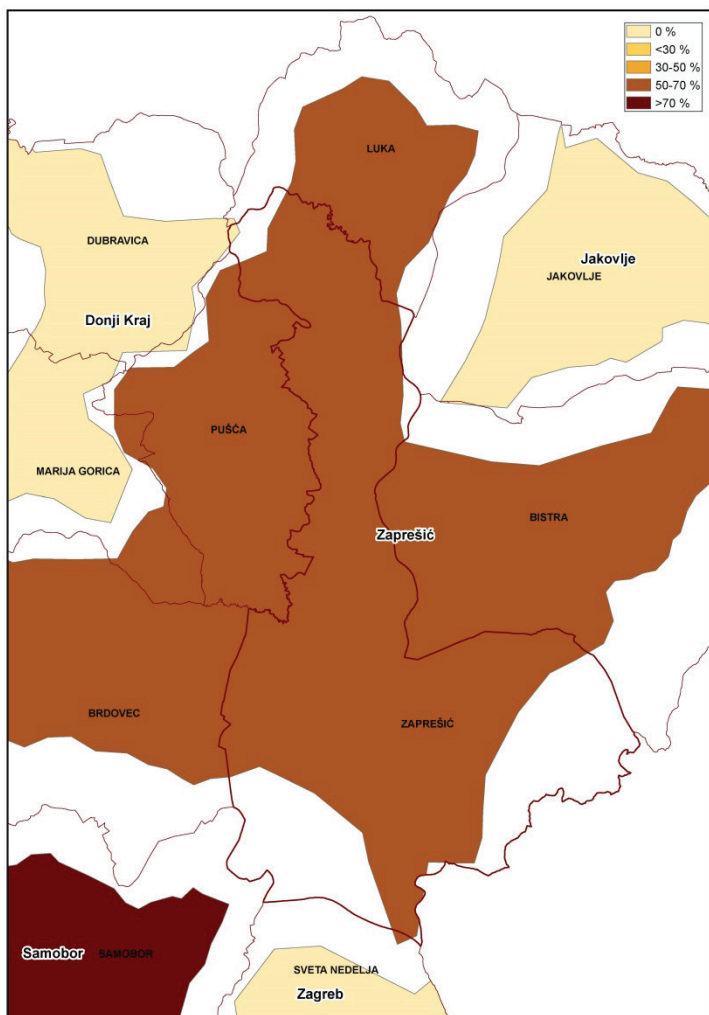 0 %
<30 %
30-50 %
50-70 %
>70 %
LUKA
DUBRAVICA
Jakovlje
JAKOVLJE
Donji Kraj
PUŠĆA
MARIJA GORICA
BISTRA
Zaprešić
BRDOVEC
ZAPREŠIĆ
Samobor
SAMOBOR
SVETA NEDELJA
Zagreb